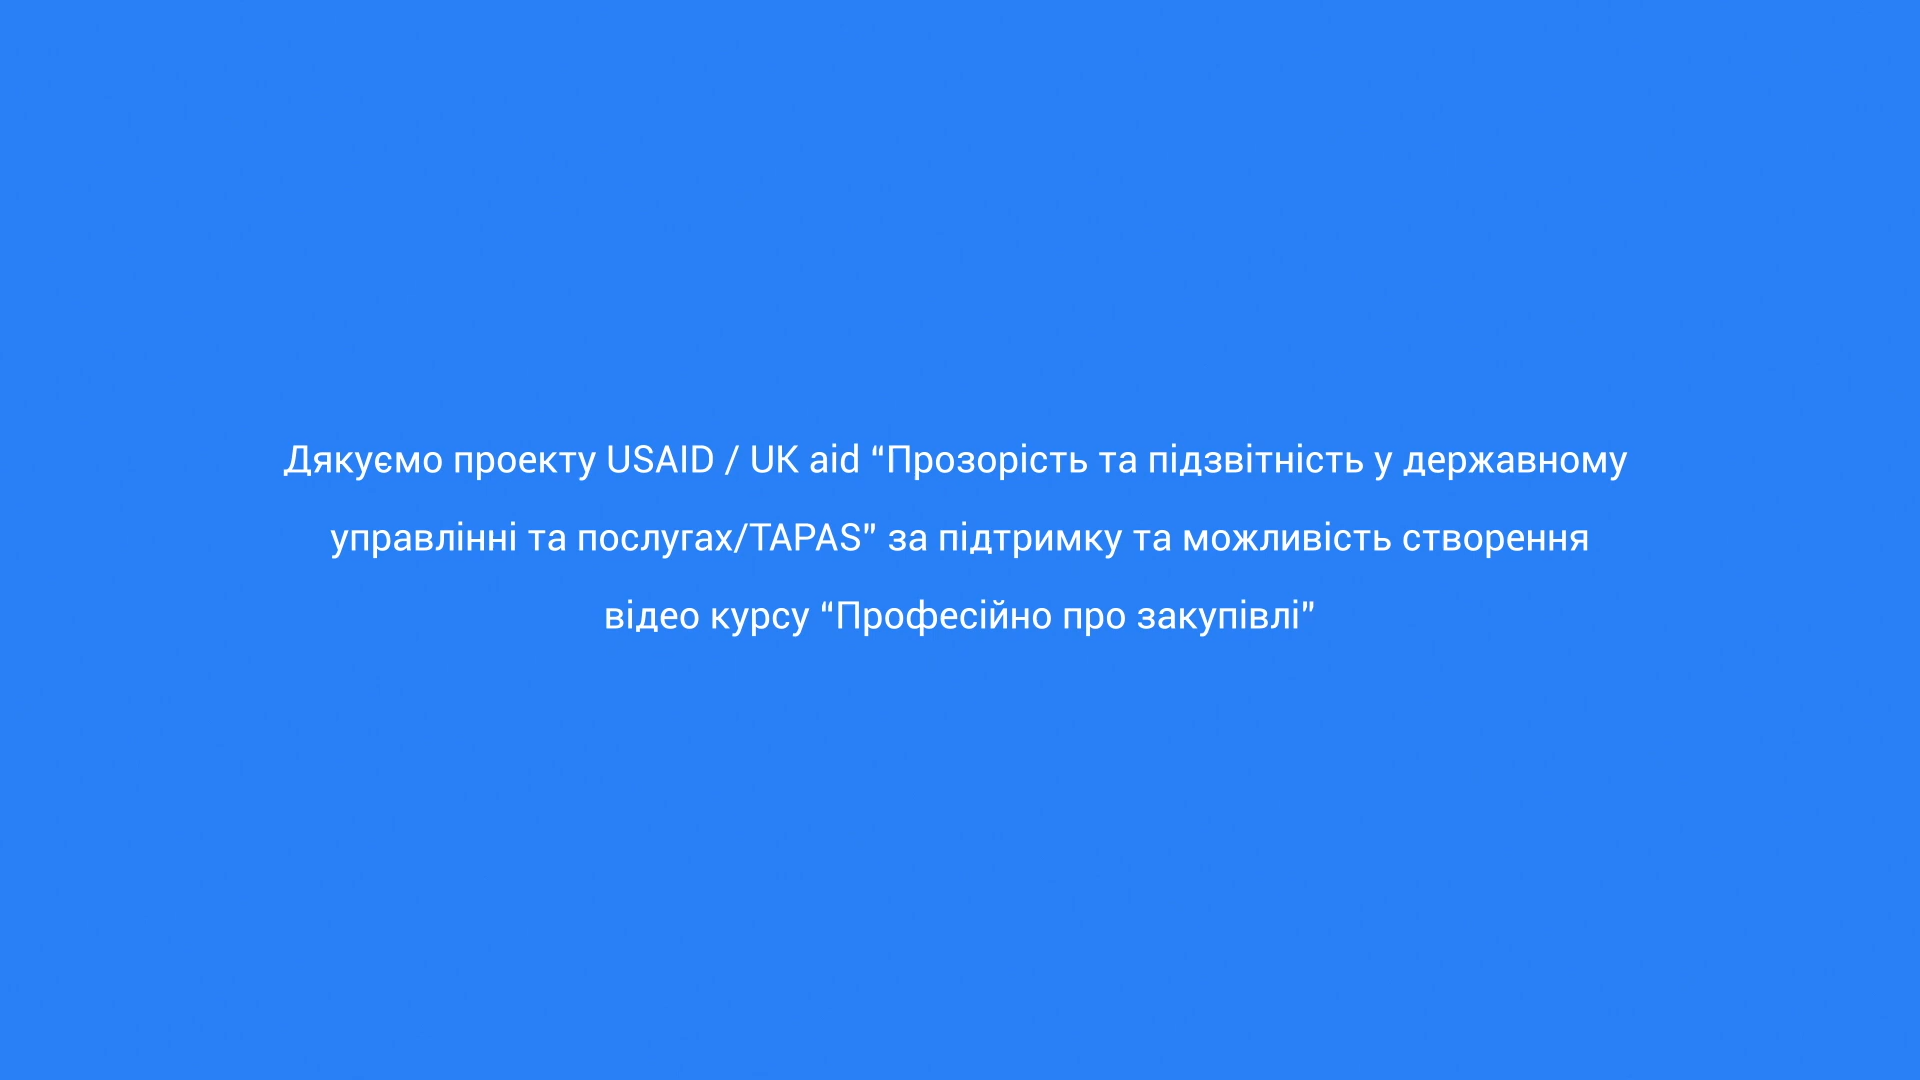 Дякуємо проекту USAID / UK aid “Прозорість та підзвітність у державному
управлінні та послугах/TAPAS” за підтримку та можливість створення
відео курсу “Професійно про закупівлі”